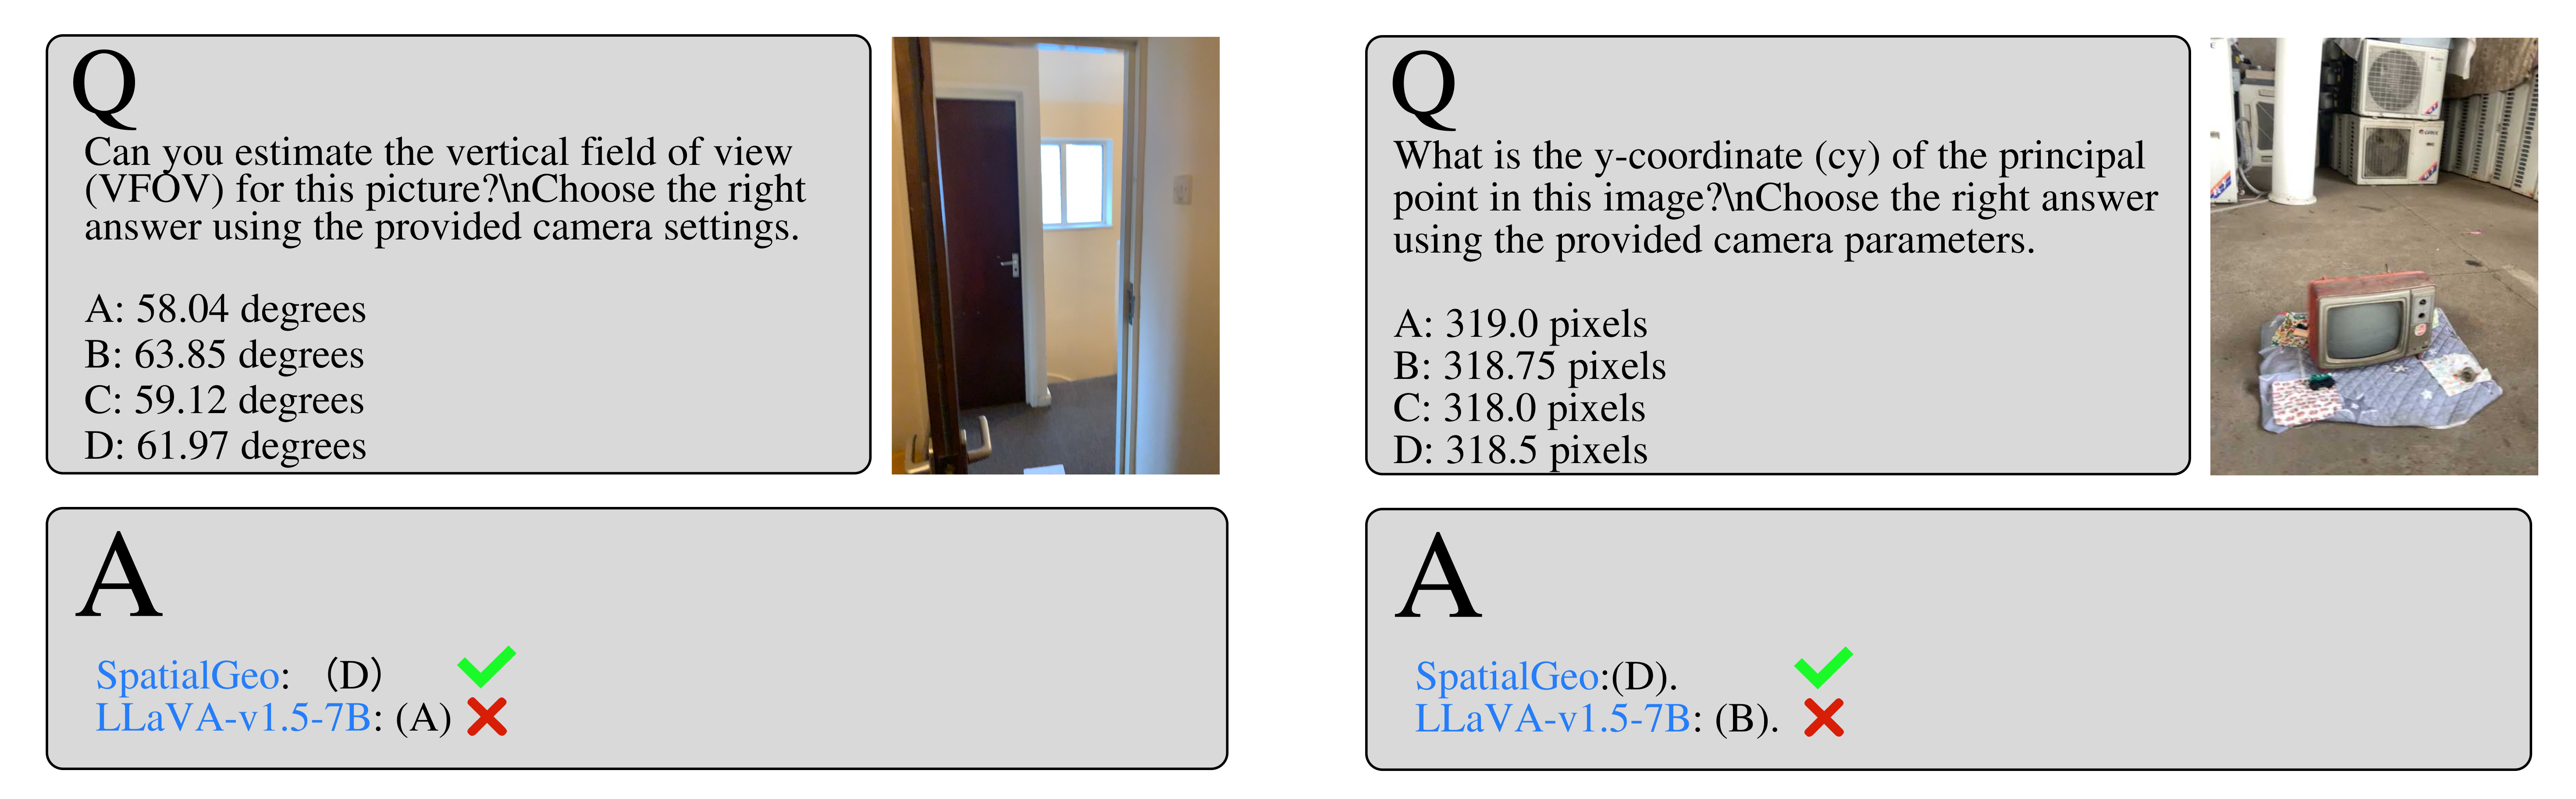 Q
Can you estimate the vertical field of view
(VFOV) for this picture?\nChoose the right
answer using the provided camera settings.
A: 58.04 degrees
B: 63.85 degrees
C: 59.12 degrees
D: 61.97 degrees
A
SpatialGeo: (D)
LLaVA-v1.5-7B: (A)
Q
What is the y-coordinate (cy) of the principal
point in this image?\nChoose the right answer
using the provided camera parameters.
A: 319.0 pixels
B: 318.75 pixels
C: 318.0 pixels
D: 318.5 pixels
A
SpatialGeo:(D).
LLaVA-v1.5-7B: (B).